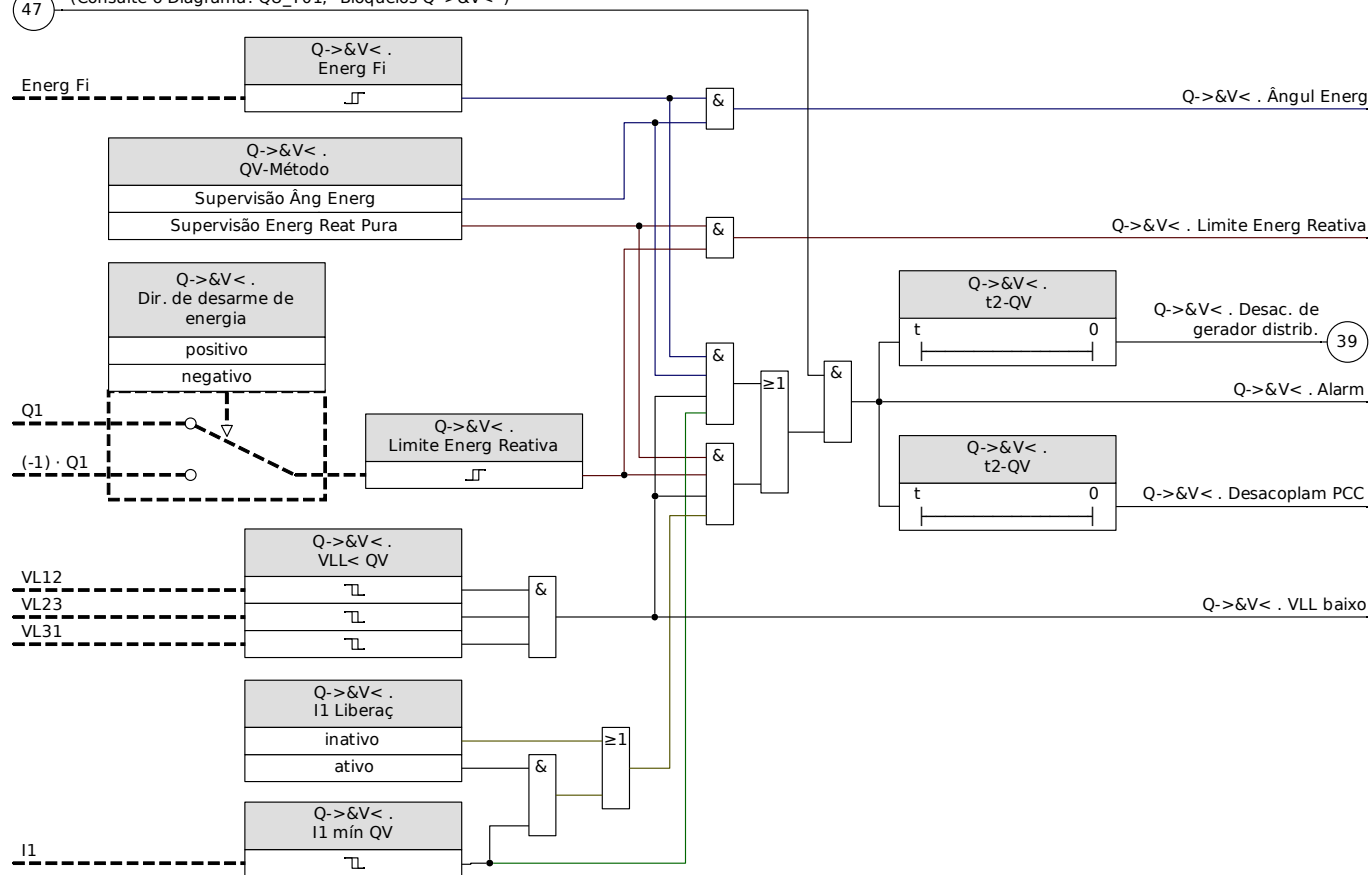 47
(Consulte o Diagrama: QU_Y01, "Bloqueios Q->&V<")
Q->&V< .
Energ Fi
Energ Fi
&
Q->&V< . Ângul Energ
Q->&V< .
QV-Método
Supervisão Âng Energ
Supervisão Energ Reat Pura
&
Q->&V< . Limite Energ Reativa
Q->&V< .
Dir. de desarme de
energia
positivo
negativo
Q->&V< .
t2-QV
t 0
Q->&V< . Desac. de
gerador distrib.
39
&
≥1
&
Q->&V< . Alarm
Q1
(-1) · Q1
Q->&V< .
Limite Energ Reativa
&
Q->&V< .
t2-QV
t 0
Q->&V< . Desacoplam PCC
Q->&V< .
VLL< QV
VL12
VL23
VL31
&
Q->&V< . VLL baixo
Q->&V< .
I1 Liberaç
inativo
ativo
≥1
&
Q->&V< .
I1 mín QV
I1